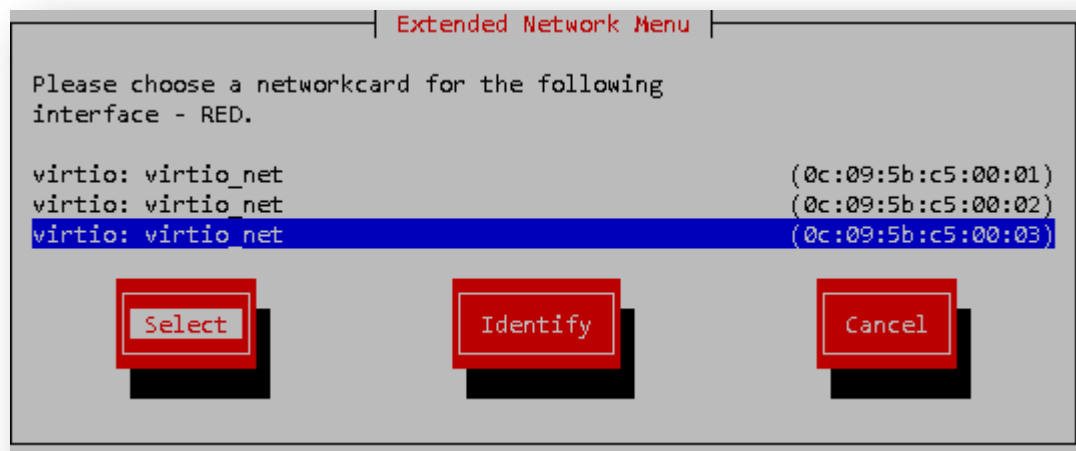 Extended Network Menu
Please choose a networkcard for the following
interface - RED.
virtio: virtio_net (0c:09:5b:c5:00:01)
virtio: virtio_net (0c:09:5b:c5:00:02)
virtio: virtio_net (0c:09:5b:c5:00:03)
Select Identify Cancel